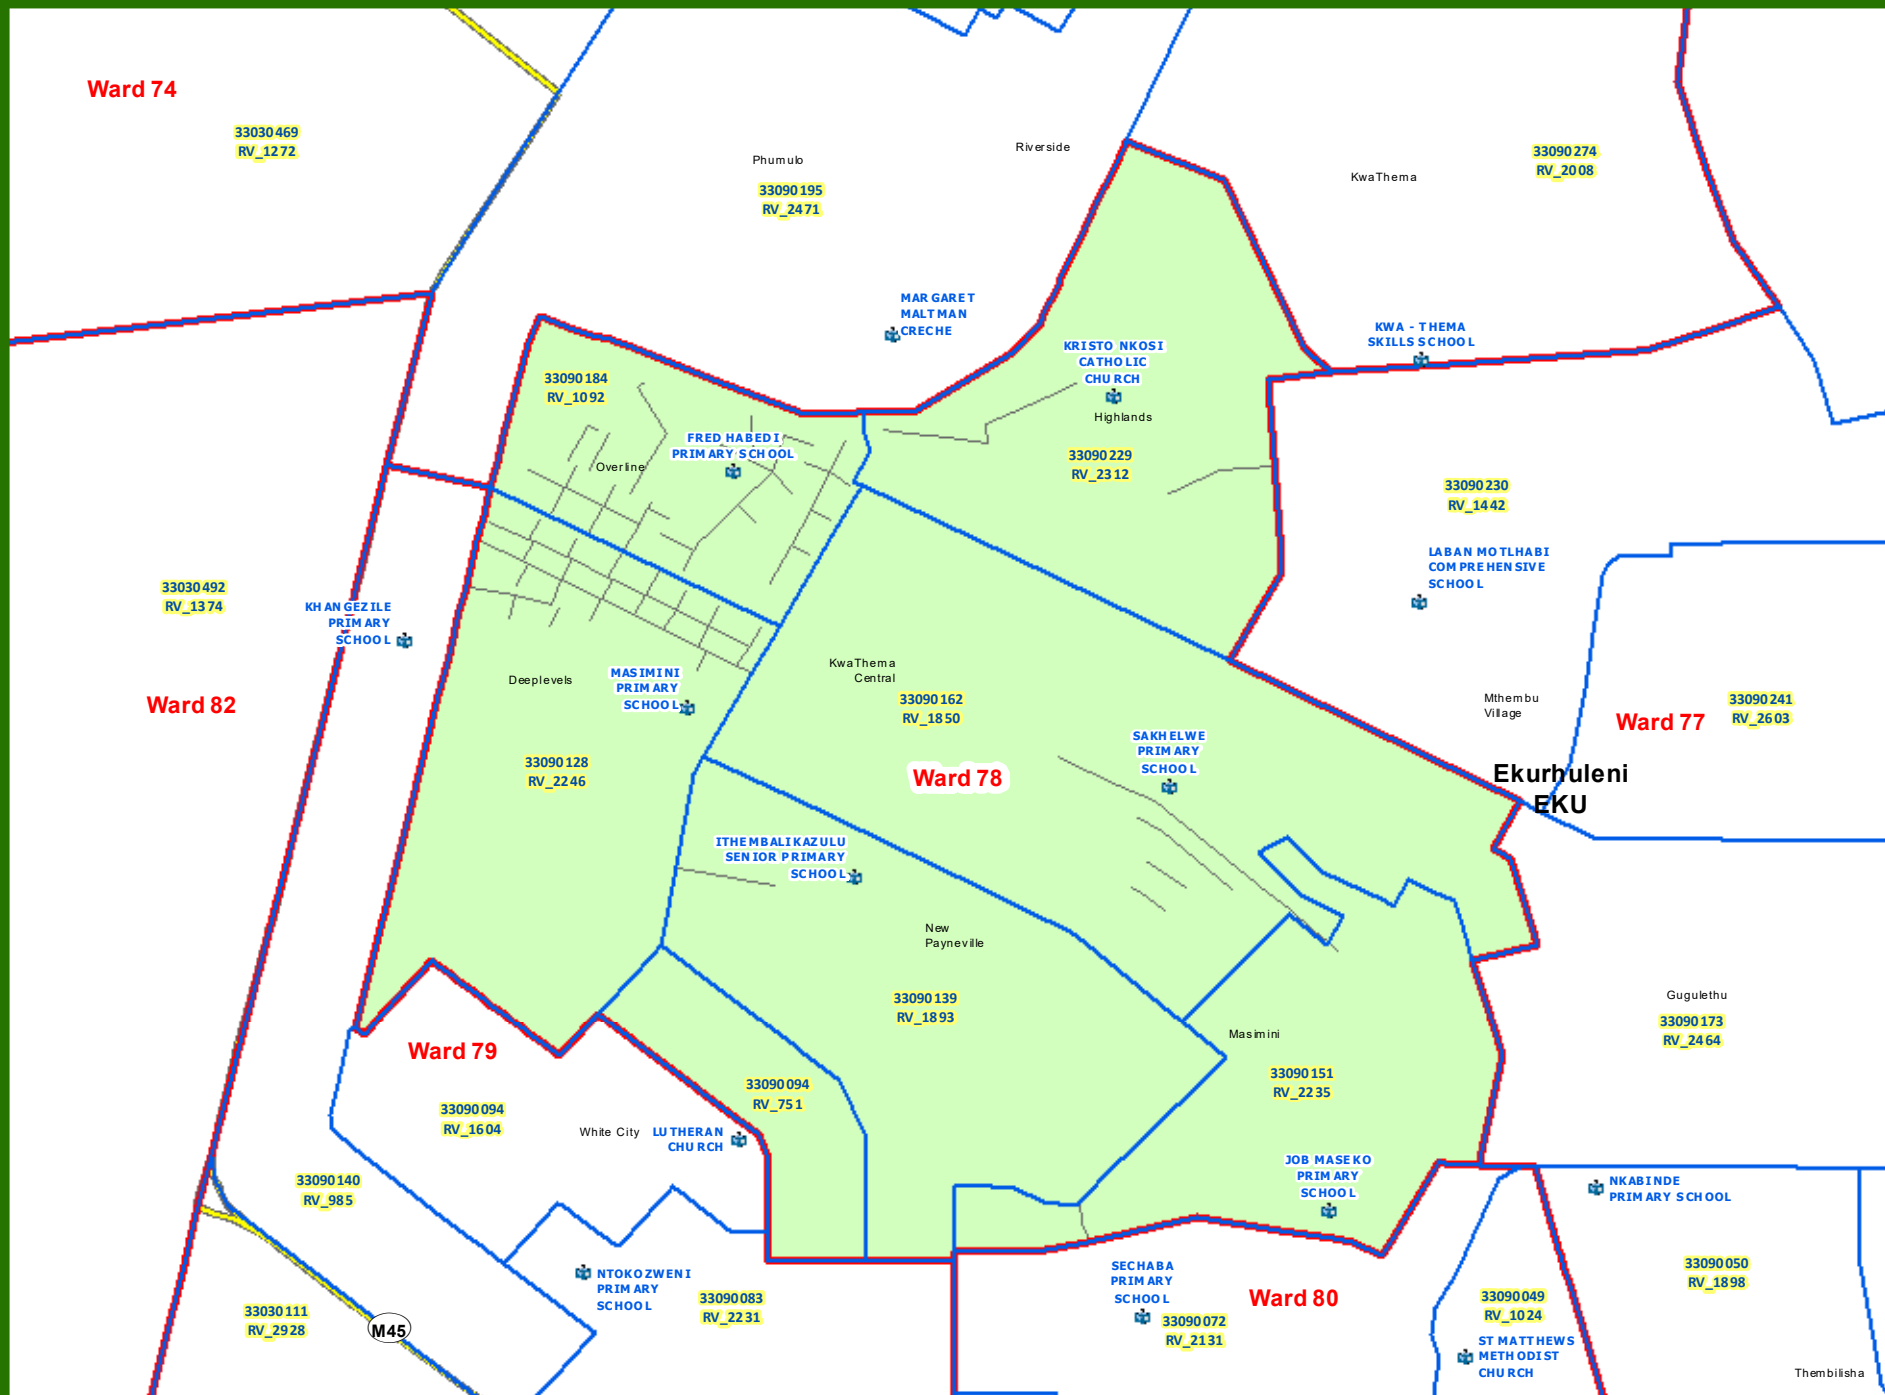 Ward 74
33030469
RV_1272
Phumulo
33090195
RV_2471
Riverside
KwaThema
33090274
RV_2008
MARGARET
MALTMAN
CRECHE
KRISTO NKOSI
CATHOLIC
CHURCH
Highlands
KWA - THEMA
SKILLS SCHOOL
33090184
RV_1092
FRED HABEDI
PRIMARY SCHOOL
Overline
33090229
RV_2312
33090230
RV_1442
LABAN MOTLHABI
COMPREHENSIVE
SCHOOL
33030492
RV_1374
KHANGEZILE
PRIMARY
SCHOOL
Ward 82
Deeplevels
MASIMINI
PRIMARY
SCHOOL
KwaThema
Central
33090162
RV_1850
Mthembu
Village
Ward 77
33090241
RV_2603
33090128
RV_2246
Ward 78
SAKHELWE
PRIMARY
SCHOOL
Ekurhuleni
EKU
ITHEMBALIKAZULU
SENIOR PRIMARY
SCHOOL
New
Payneville
33090139
RV_1893
Gugulethu
33090173
RV_2464
Masimini
33090151
RV_2235
Ward 79
33090094
RV_1604
33090094
RV_751
White City
LUTHERAN
CHURCH
33090140
RV_985
JOB MASEKO
PRIMARY
SCHOOL
NKABINDE
PRIMARY SCHOOL
NTOKOZWENI
PRIMARY
SCHOOL
33090083
RV_2231
SECHABA
PRIMARY
SCHOOL
33090072
RV_2131
Ward 80
33090049
RV_1024
33090050
RV_1898
33030111
RV_2928
M45
ST MATTHEWS
METHODIST
CHURCH
Thembilisha